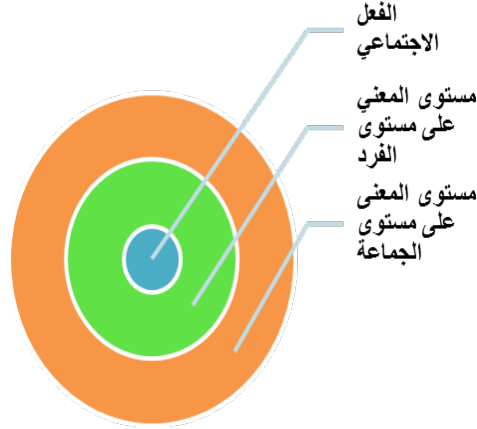 الفعل
الاجتماعي
مستوى المعني
على مستوى
الفرد
مستوى المعنى
على مستوى
الجماعة